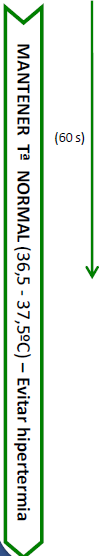 MANTENER Tª NORMAL (36,5 - 37,5ºC) – Evitar hipertermia
(60 s)